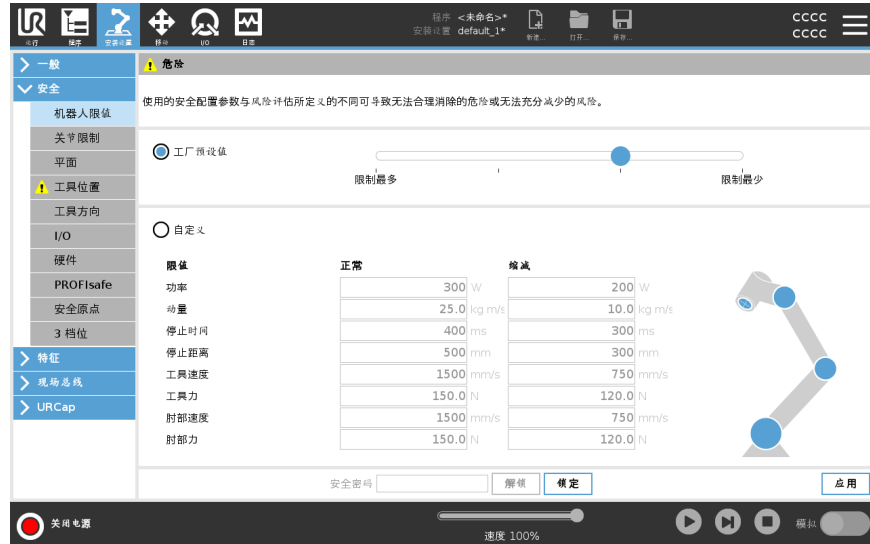 程序 <未命名>*
安装设置 default_1*
运行 程序 安装设置 移动 I/O 日志
新建... 打开... 保存...
cccc
cccc
一般
安全
机器人限值
关节限制
平面
工具位置
工具方向
I/O
硬件
PROFIsafe
安全原点
3 档位
特征
现场总线
URCap
危险
使用的安全配置参数与风险评估所定义的不同可导致无法合理消除的危险或无法充分减少的风险。
工厂预设值
限制最多 限制最少
自定义
限值 正常 缩减
功率 300 W 200 W
动量 25.0 kg m/s 10.0 kg m/s
停止时间 400 ms 300 ms
停止距离 500 mm 300 mm
工具速度 1500 mm/s 750 mm/s
工具力 150.0 N 120.0 N
肘部速度 1500 mm/s 750 mm/s
肘部力 150.0 N 120.0 N
安全密码 解锁 锁定 应用
关闭电源
速度 100%
模拟